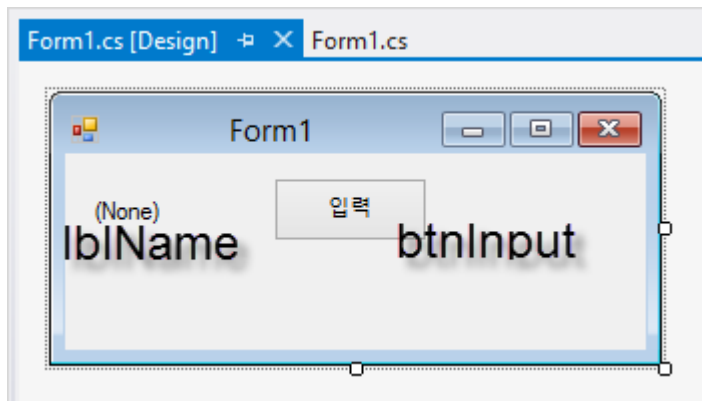 Form1.cs [Design] Form1.cs
Form1
(None) 입력
lblName btnInput